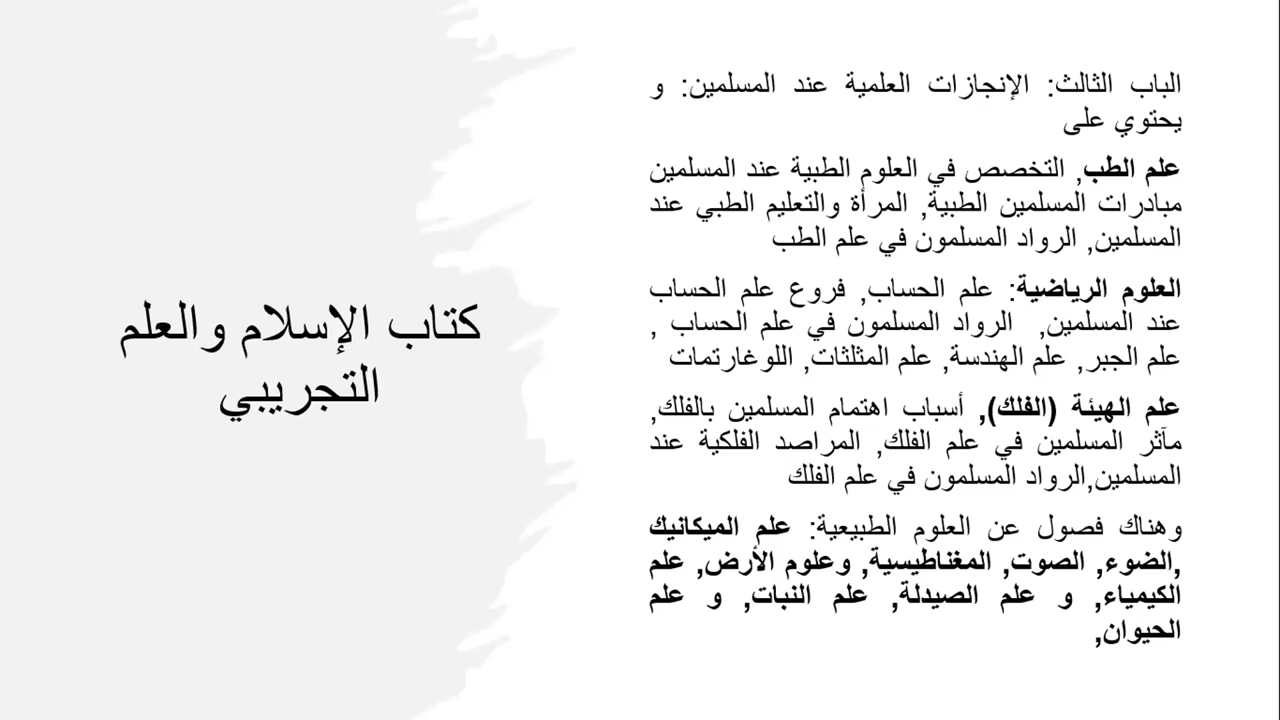 كتاب الإسلام والعلم
التجريبي
الباب الثالث: الإنجازات العلمية عند المسلمين: و
يحتوي على
علم الطب, التخصص في العلوم الطبية عند المسلمين
مبادرات المسلمين الطبية, المرأة والتعليم الطبي عند
المسلمين, الرواد المسلمون في علم الطب
العلوم الرياضية: علم الحساب, فروع علم الحساب
عند المسلمين, الرواد المسلمون في علم الحساب ,
علم الجبر, علم الهندسة, علم المثلثات, اللوغارتمات
علم الهيئة (الفلك), أسباب اهتمام المسلمين بالفلك,
مآثر المسلمين في علم الفلك, المراصد الفلكية عند
المسلمين,الرواد المسلمون في علم الفلك
وهناك فصول عن العلوم الطبيعية: علم الميكانيك
,الضوء, الصوت, المغناطيسية, وعلوم الأرض, علم
الكيمياء, و علم الصيدلة, علم النبات, و علم
الحيوان,